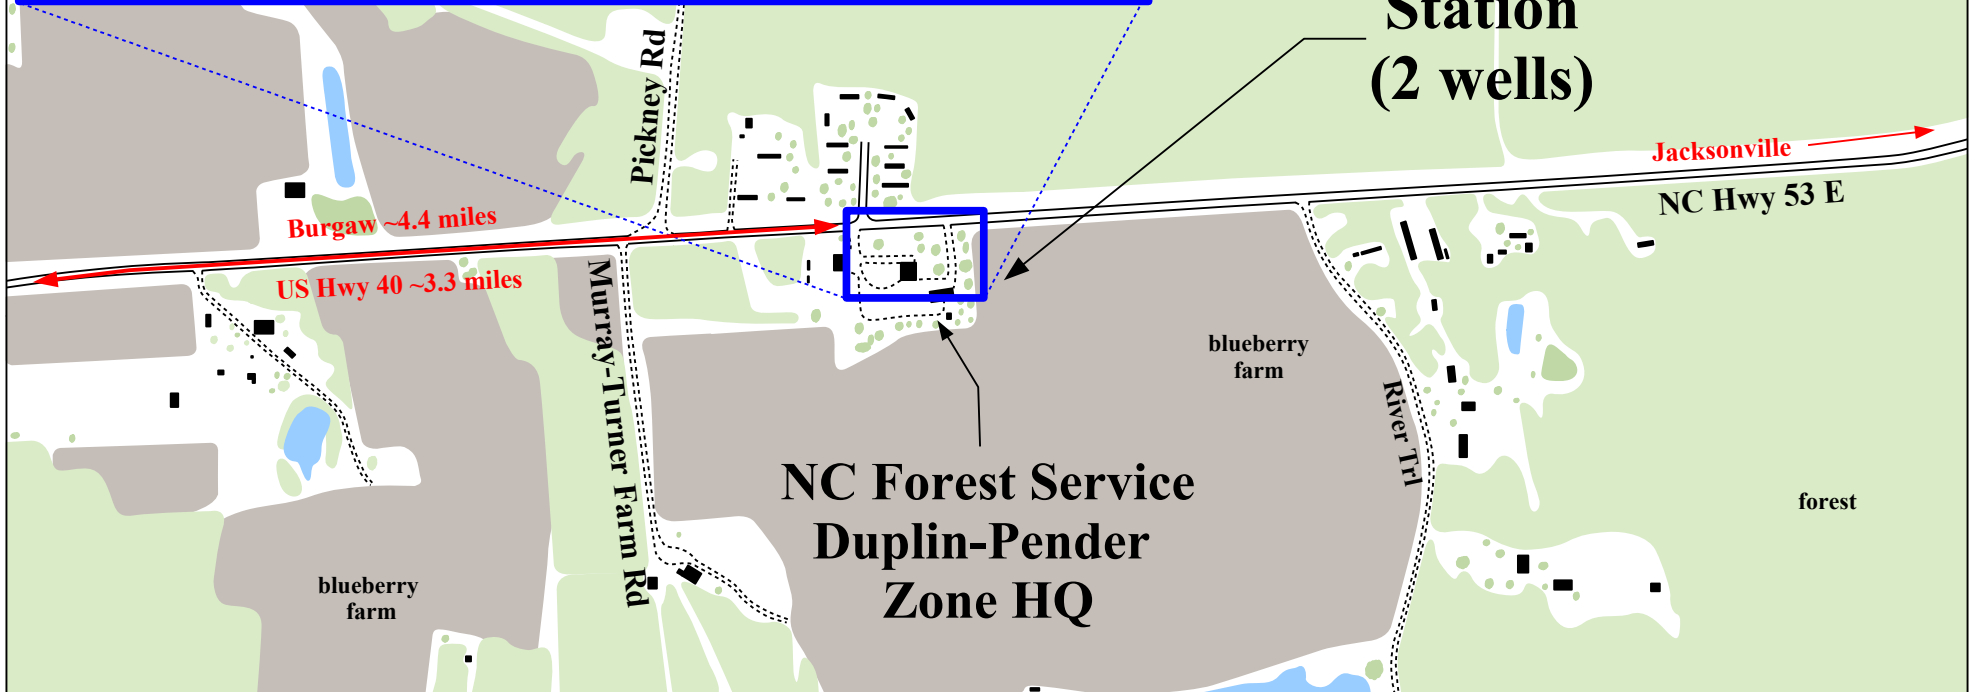 Station
(2 wells)
Pickney Rd
Jacksonville
NC Hwy 53 E
Burgaw ~4.4 miles
US Hwy 40 ~3.3 miles
Murray-Turner Farm Rd
blueberry
farm
River Trl
NC Forest Service
Duplin-Pender
Zone HQ
forest
blueberry
farm